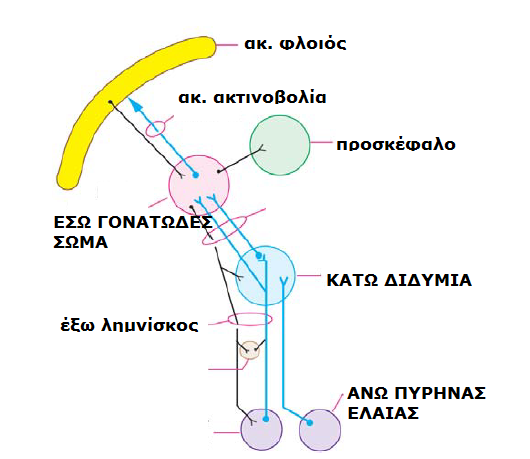 ακ. φλοιός
ακ. ακτινοβολία
προσκέφαλο
ΕΣΩ ΓΟΝΑΤΩΔΕΣ
ΣΩΜΑ
ΚΑΤΩ ΔΙΔΥΜΙΑ
έξω λημνίσκος
ΑΝΩ ΠΥΡΗΝΑΣ
ΕΛΑΙΑΣ